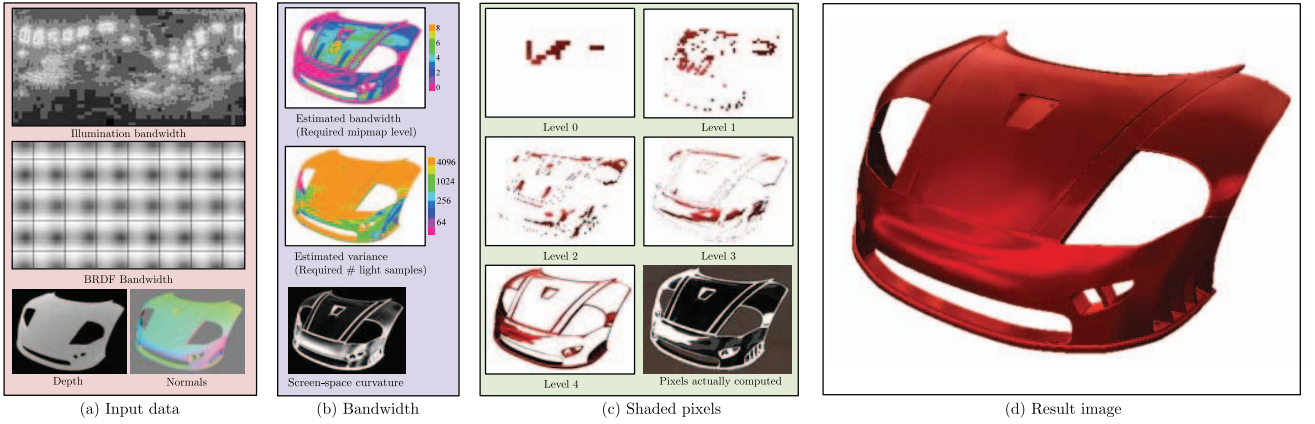 Illumination bandwidth
BRDF Bandwidth
Depth
Normals
(a) Input data
8
6
4
2
0
Estimated bandwidth
(Required mipmap level)
4096
1024
256
64
Estimated variance
(Required # light samples)
Screen-space curvature
(b) Bandwidth
Level 0
Level 1
Level 2
Level 3
Level 4
Pixels actually computed
(c) Shaded pixels
(d) Result image